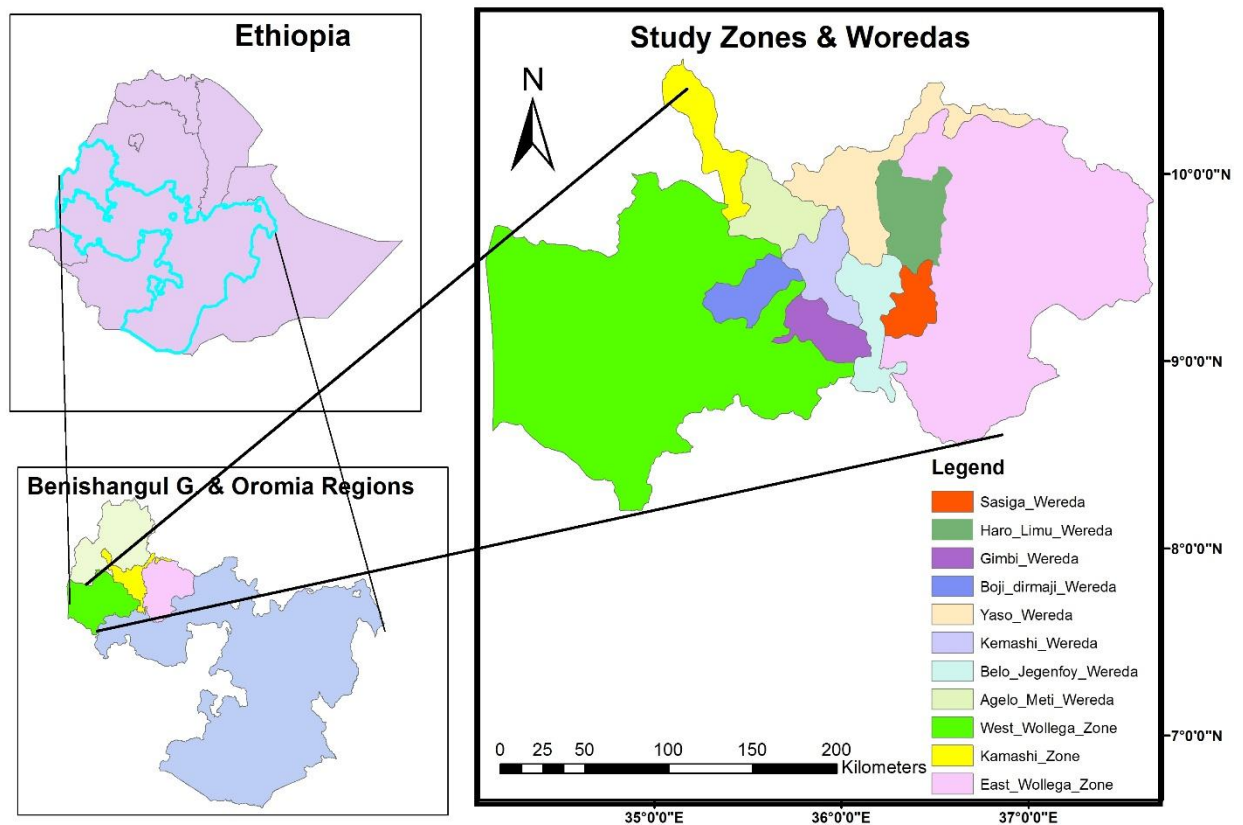 Ethiopia
Benishangul G. & Oromia Regions
Study Zones & Woredas
N
10°0'0"N
9°0'0"N
8°0'0"N
7°0'0"N
Legend
Sasiga_Wereda
Haro_Limu_Wereda
Gimbi_Wereda
Boji_dirmaji_Wereda
Yaso_Wereda
Kemashi_Wereda
Belo_Jegenfoy_Wereda
Agelo_Meti_Wereda
West_Wollega_Zone
Kamashi_Zone
East_Wollega_Zone
0 25 50 100 150 200
Kilometers
35°0'0"E 36°0'0"E 37°0'0"E